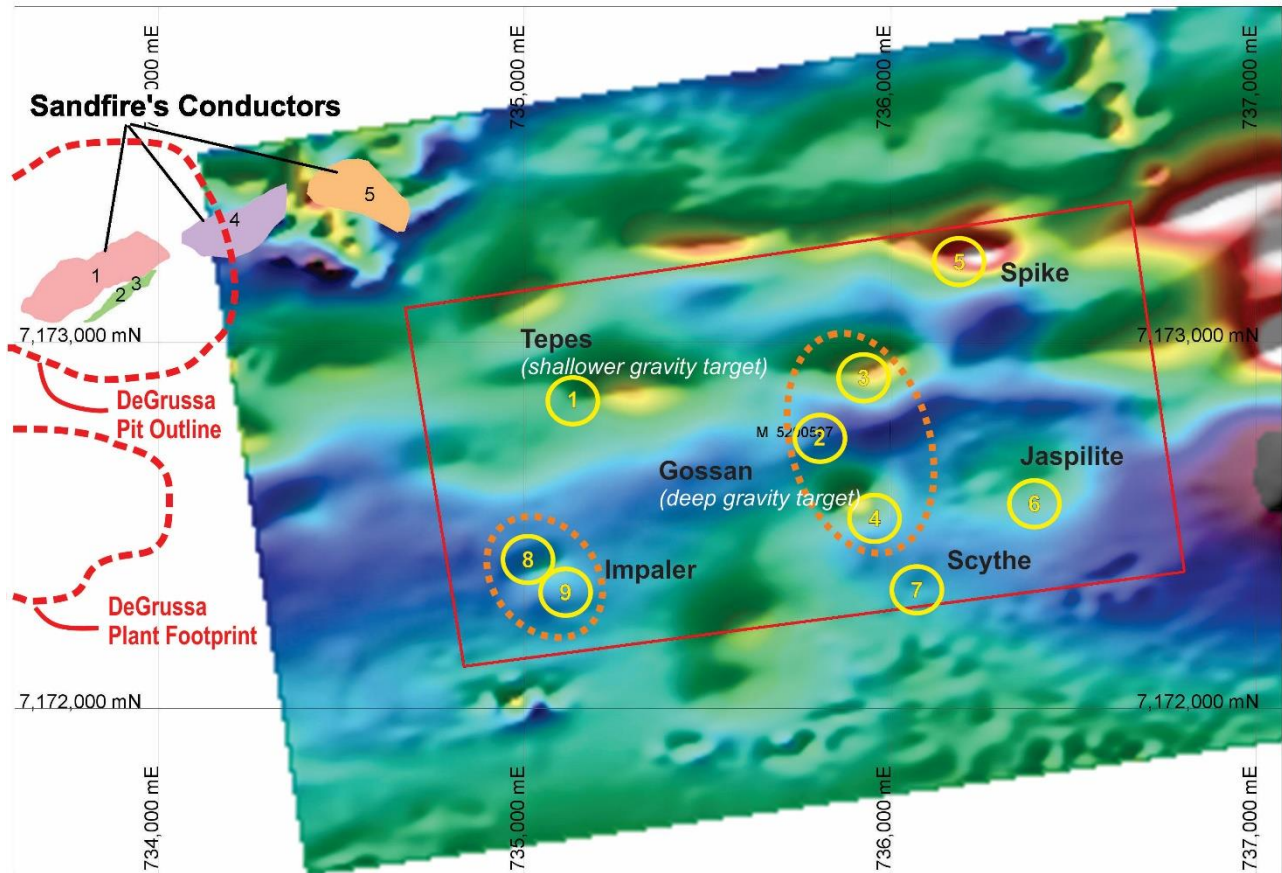 ,000 mE
735,000 mE
736,000 mE
737,000 mE
Sandfire's Conductors
5
4
1
2
3
5
Spike
7,173,000 mN
7,173,000 mN
Tepes
(shallower gravity target)
3
1
DeGrussa
Pit Outline
M 5200507
2
Gossan
(deep gravity target)
Jaspilite
4
6
8
Impaler
Scythe
9
7
DeGrussa
Plant Footprint
7,172,000 mN
7,172,000 mN
734,000 mE
735,000 mE
736,000 mE
737,000 mE